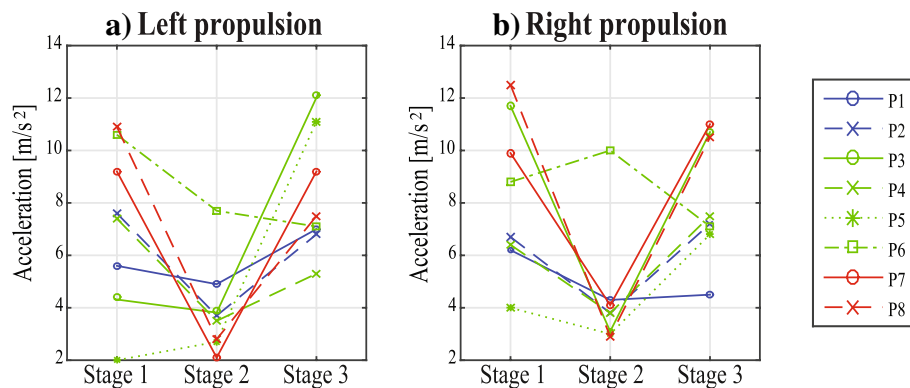 a) Left propulsion
b) Right propulsion
Acceleration [m/s²]
14
12
10
8
6
4
2
Stage 1 Stage 2 Stage 3
Acceleration [m/s²]
14
12
10
8
6
4
2
Stage 1 Stage 2 Stage 3
P1
P2
P3
P4
P5
P6
P7
P8